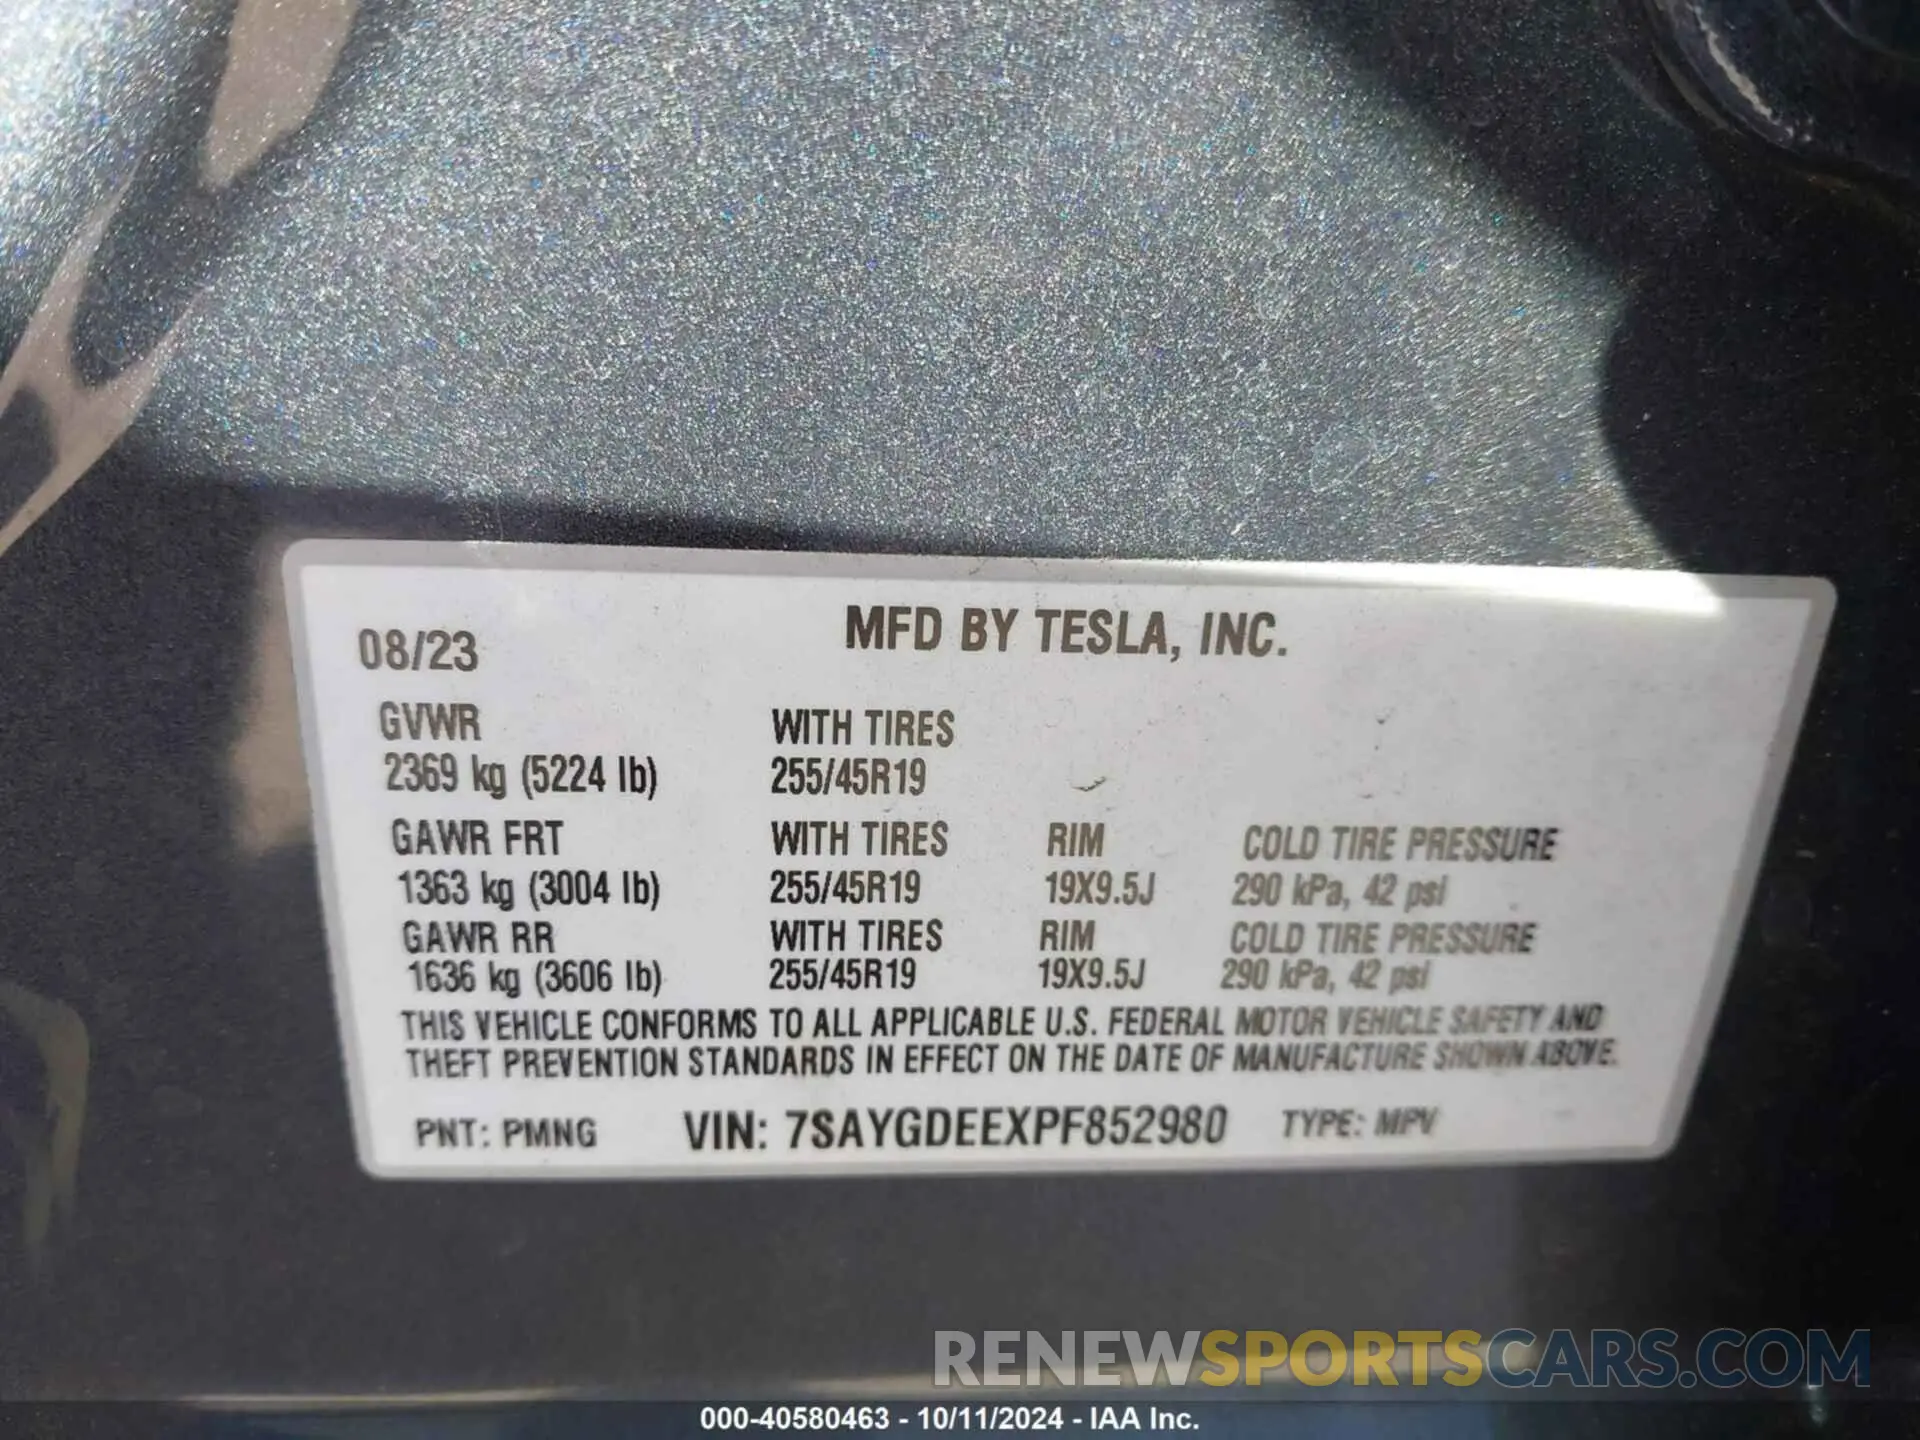 08/23 MFD BY TESLA, INC.
GVWR WITH TIRES
2369 kg (5224 lb) 255/45R19
GAWR FRT WITH TIRES RIM COLD TIRE PRESSURE
1363 kg (3004 lb) 255/45R19 19X9.5J 290 kPa, 42 psi
GAWR RR WITH TIRES RIM COLD TIRE PRESSURE
1636 kg (3606 lb) 255/45R19 19X9.5J 290 kPa, 42 psi
THIS VEHICLE CONFORMS TO ALL APPLICABLE U.S. FEDERAL MOTOR VEHICLE SAFETY AND
THEFT PREVENTION STANDARDS IN EFFECT ON THE DATE OF MANUFACTURE SHOWN ABOVE.
PNT: PMNG VIN: 7SAYGDEEXPF852980 TYPE: MPV
RENEWSPORTSCARS.COM
000-40580463 - 10/11/2024 - IAA Inc.